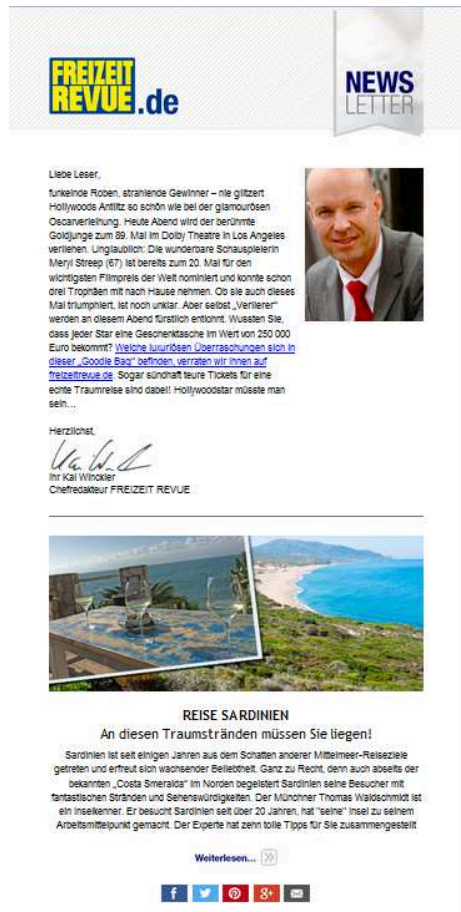 FREIZEIT
REVUE.de
NEWS
LETTER
Liebe Leser,
funkelnde Roben, strahlende Gewinner – nie glitzert
Hollywoods Antlitz so schön wie bei der glamourösen
Oscarverleihung. Heute Abend wird der berühmte
Goldjunge zum 89. Mal im Dolby Theatre in Los Angeles
verliehen. Unglaublich: Die wunderbare Schauspielerin
Meryl Streep (67) ist bereits zum 20. Mal für den
wichtigsten Filmpreis der Welt nominiert und konnte schon
drei Trophäen mit nach Hause nehmen. Ob sie auch dieses
Mal triumphiert, ist noch unklar. Aber selbst „Verlierer“
werden an diesem Abend fürstlich entlohnt. Wussten Sie,
dass jeder Star eine Geschenktasche im Wert von 250 000
Euro bekommt? Welche luxuriösen Überraschungen sich in
dieser „Goodie Bag“ befinden, verraten wir Ihnen auf
freizeitrevue.de. Sogar sündhaft teure Tickets für eine
echte Traumreise sind dabei! Hollywoodstar müsste man
sein...
Herzlichst,
Ihr Kai Winckler
Chefredakteur FREIZEIT REVUE
REISE SARDINIEN
An diesen Traumstränden müssen Sie liegen!
Sardinien ist seit einigen Jahren aus dem Schatten anderer Mittelmeer-Reiseziele
getreten und erfreut sich wachsender Beliebtheit. Ganz zu Recht, denn auch abseits der
bekannten „Costa Smeralda“ im Norden begeistert Sardinien seine Besucher mit
fantastischen Stränden und Sehenswürdigkeiten. Der Münchner Thomas Waldschmidt ist
ein Inselkenner. Er besucht Sardinien seit über 20 Jahren, hat "seine" Insel zu seinem
Arbeitsmittelpunkt gemacht. Der Experte hat zehn tolle Tipps für Sie zusammengestellt
Weiterlesen...